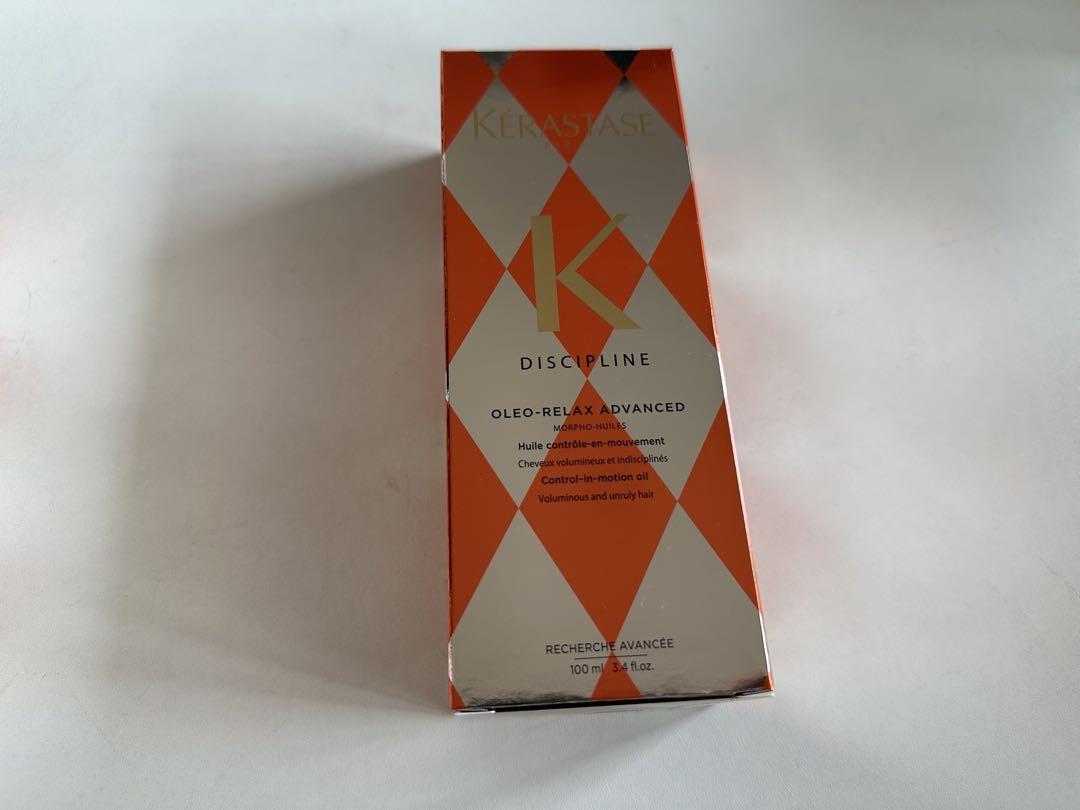 KÉRASTASE
PARIS
K
DISCIPLINE
OLEO-RELAX ADVANCED
MORPHO-HUILES
Huile contrôle-en-mouvement
Cheveux volumineux et indisciplinés
Control-in-motion oil
Voluminous and unruly hair
RECHERCHE AVANCÉE
100 ml 3.4 fl.oz.